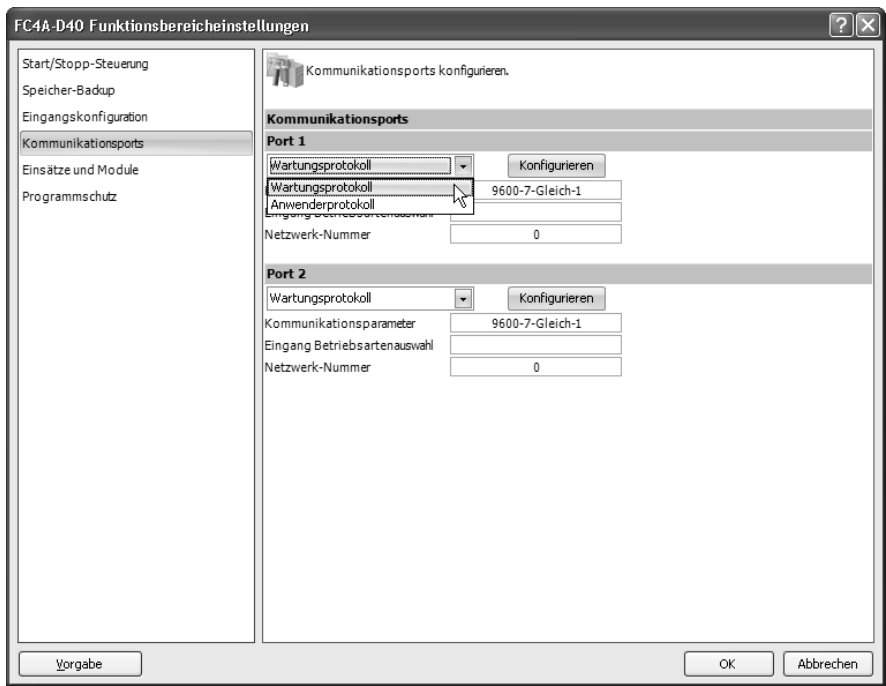 FC4A-D40 Funktionsbereicheinstellungen
Start/Stopp-Steuerung
Speicher-Backup
Eingangskonfiguration
Kommunikationsports
Einsätze und Module
Programmschutz
Kommunikationsports konfigurieren.
Kommunikationsports
Port 1
Wartungsprotokoll Konfigurieren
Wartungsprotokoll 9600-7-Gleich-1
Anwenderprotokoll
Eingang Betriebsartenauswahl
Netzwerk-Nummer 0
Port 2
Wartungsprotokoll Konfigurieren
Kommunikationsparameter 9600-7-Gleich-1
Eingang Betriebsartenauswahl
Netzwerk-Nummer 0
Vorgabe OK Abbrechen